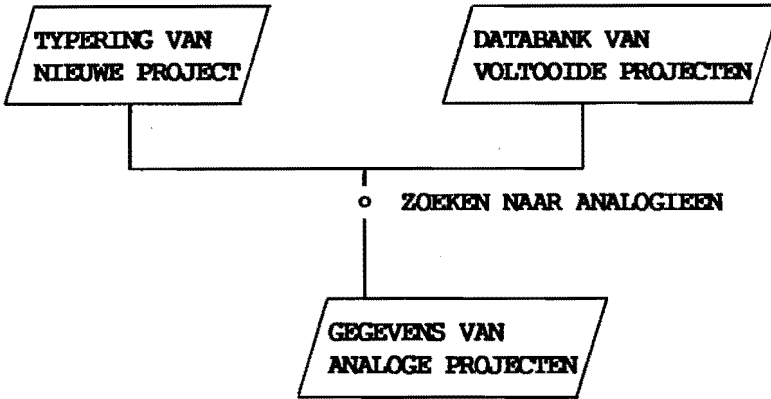 TYPERING VAN
NIEUWE PROJECT
DATABANK VAN
VOLTOOIDE PROJECTEN
ZOEKEN NAAR ANALOGIEEN
GEGEVENS VAN
ANALOGE PROJECTEN